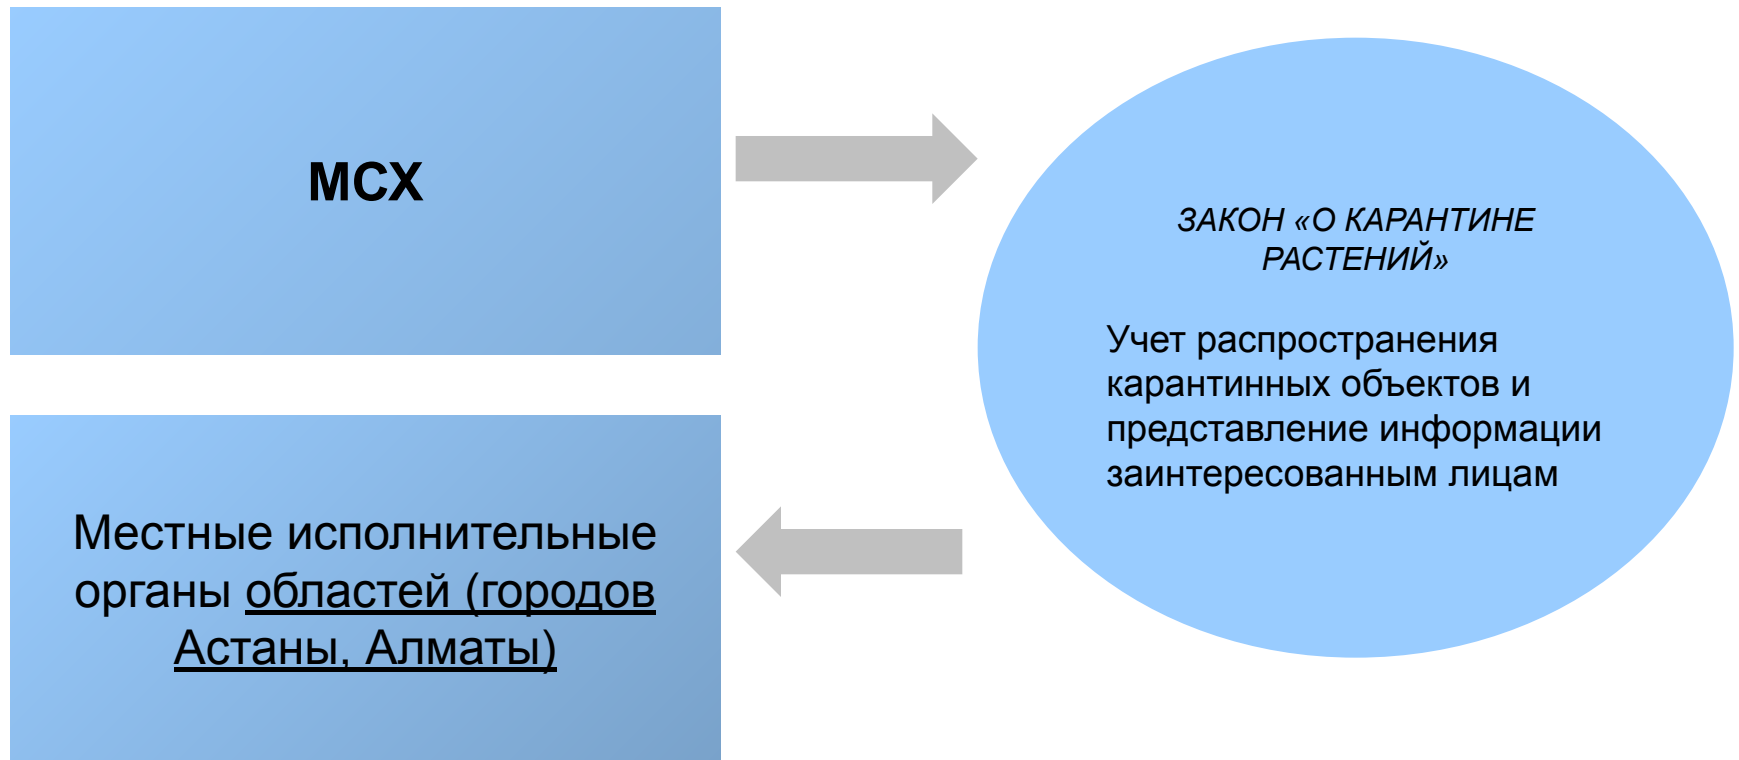 МСХ
ЗАКОН «О КАРАНТИНЕ
РАСТЕНИЙ»
Учет распространения
карантинных объектов и
представление информации
заинтересованным лицам
Местные исполнительные
органы областей (городов
Астаны, Алматы)